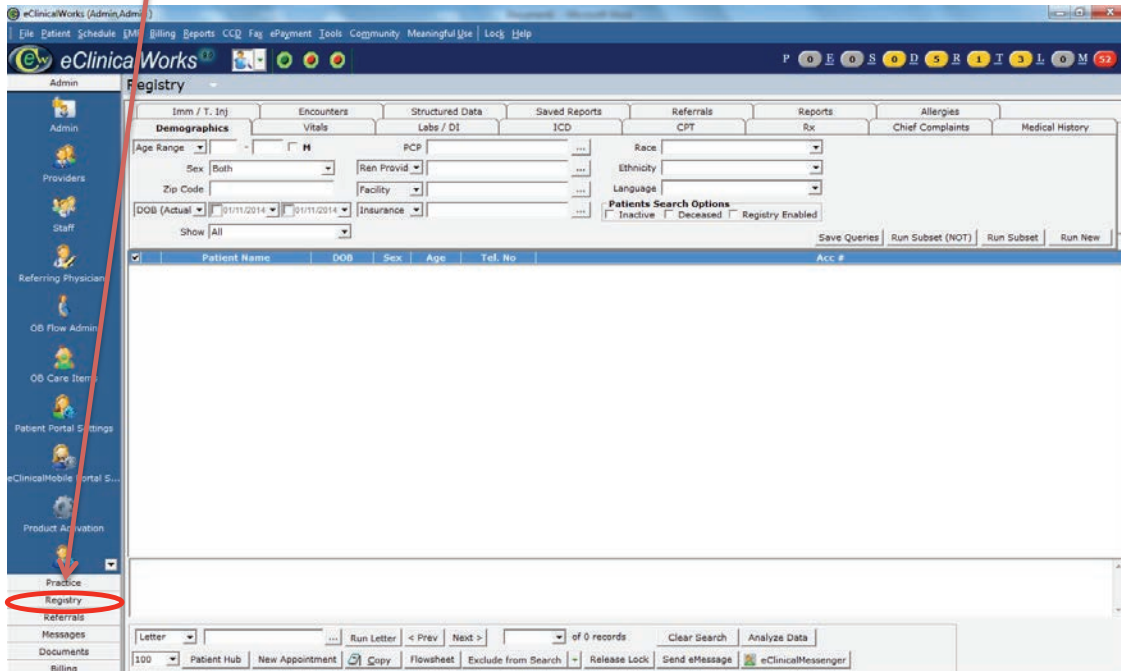 eClinicalWorks (Admin,Admin)
File Patient Schedule EMR Billing Reports CCD Fax ePayment Tools Community Meaningful Use Lock Help
eClinicalWorks
P 0 E 0 S 0 D 5 R 1 T 3 L 0 M 52
Admin
Registry
Imm / T. Inj Encounters Structured Data Saved Reports Referrals Reports Allergies
Demographics Vitals Labs / DI ICD CPT Rx Chief Complaints Medical History
Age Range - M PCP ... Race
Sex Both Ren Provid ... Ethnicity
Zip Code Facility ... Language
DOB (Actual 01/11/2014 01/11/2014 Insurance ... Patients Search Options
Inactive Deceased Registry Enabled
Show All
Save Queries Run Subset (NOT) Run Subset Run New
Patient Name DOB Sex Age Tel. No Acc #
Admin
Providers
Staff
Referring Physician
OB Flow Admin
OB Care Items
Patient Portal Settings
eClinicalMobile Portal S...
Product Activation
Practice
Registry
Referrals
Messages
Documents
Billing
Letter ... Run Letter < Prev Next > of 0 records Clear Search Analyze Data
100 Patient Hub New Appointment Copy Flowsheet Exclude from Search Release Lock Send eMessage eClinicalMessenger